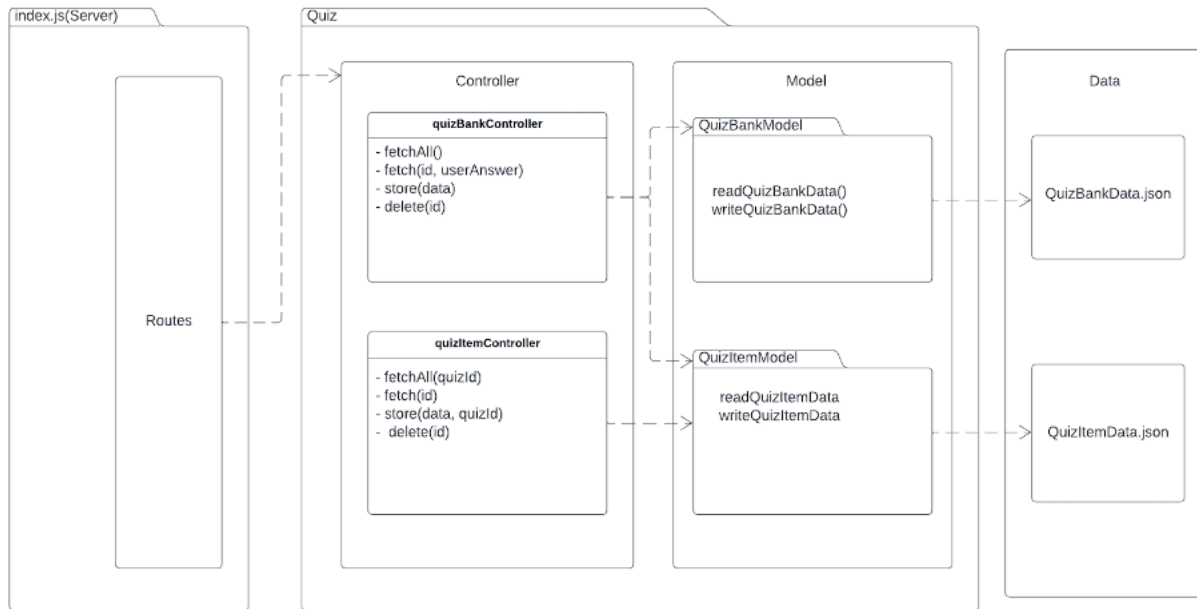 index.js(Server)
Routes
Quiz
Controller
quizBankController
- fetchAll()
- fetch(id, userAnswer)
- store(data)
- delete(id)
quizItemController
- fetchAll(quizId)
- fetch(id)
- store(data, quizId)
- delete(id)
Model
QuizBankModel
readQuizBankData()
writeQuizBankData()
QuizItemModel
readQuizItemData
writeQuizItemData
Data
QuizBankData.json
QuizItemData.json